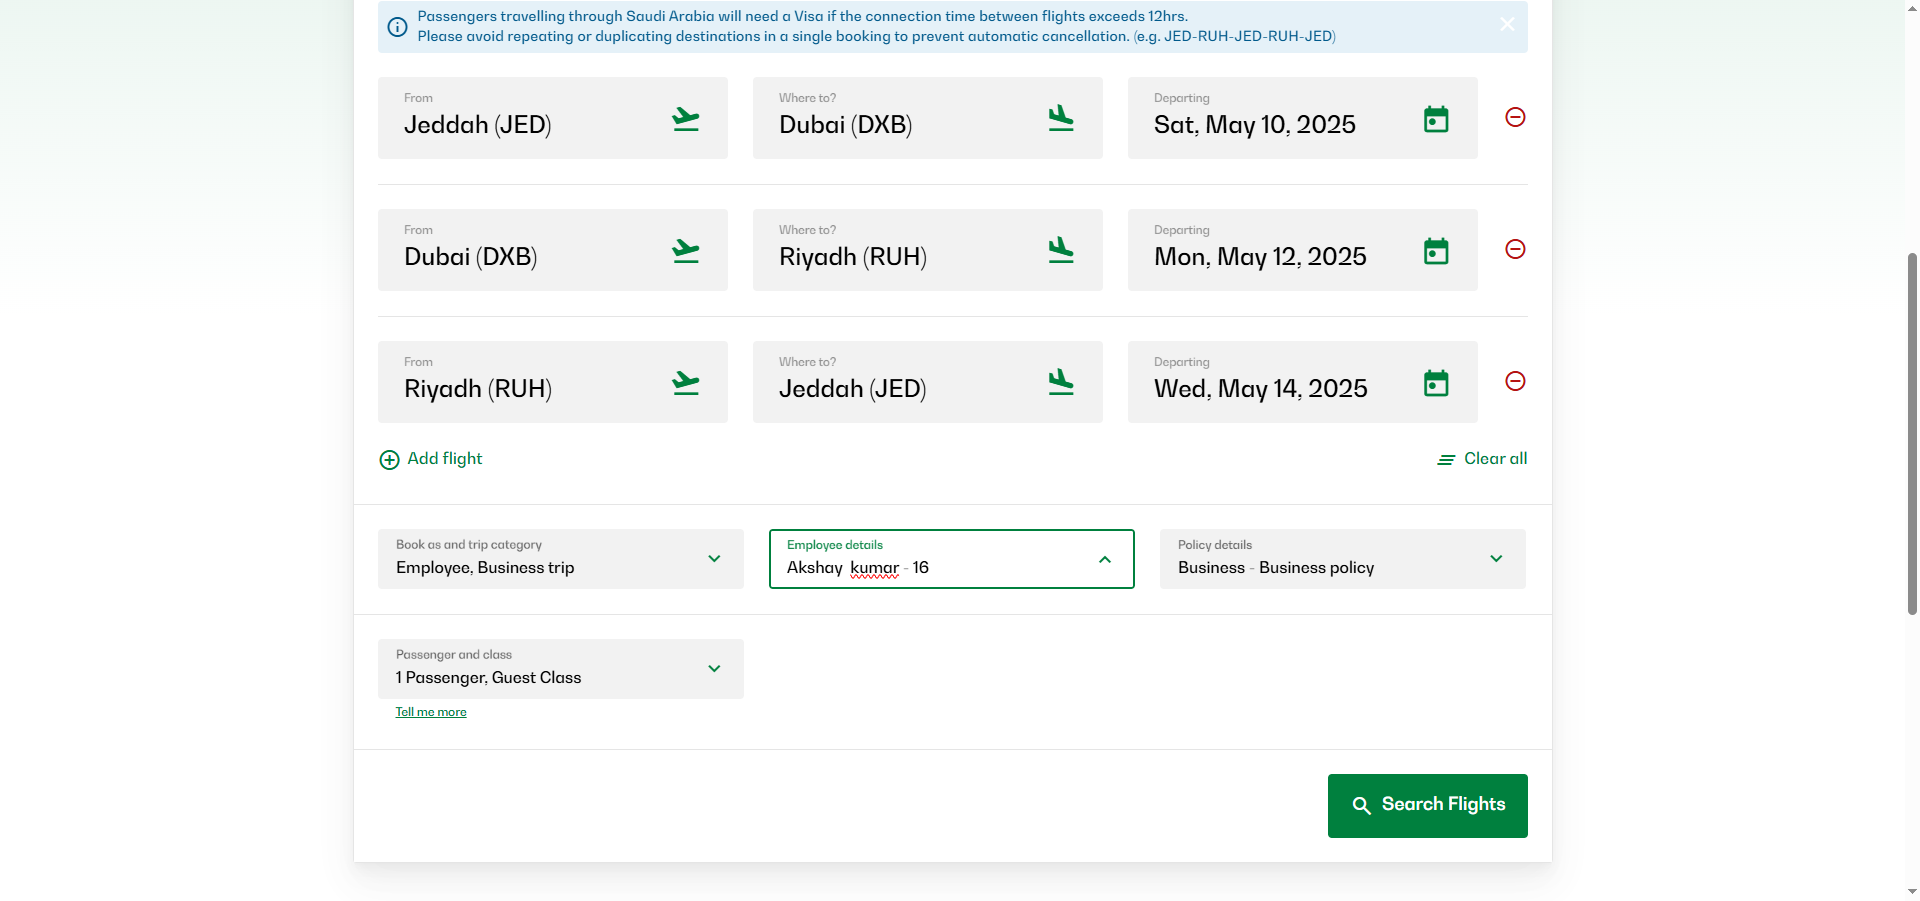 Passengers travelling through Saudi Arabia will need a Visa if the connection time between flights exceeds 12hrs.
Please avoid repeating or duplicating destinations in a single booking to prevent automatic cancellation. (e.g. JED-RUH-JED-RUH-JED)
From
Jeddah (JED)
Where to?
Dubai (DXB)
Departing
Sat, May 10, 2025
From
Dubai (DXB)
Where to?
Riyadh (RUH)
Departing
Mon, May 12, 2025
From
Riyadh (RUH)
Where to?
Jeddah (JED)
Departing
Wed, May 14, 2025
Add flight
Clear all
Book as and trip category
Employee, Business trip
Employee details
Akshay  kumar - 16
Policy details
Business - Business policy
Passenger and class
1 Passenger, Guest Class
Tell me more
Search Flights